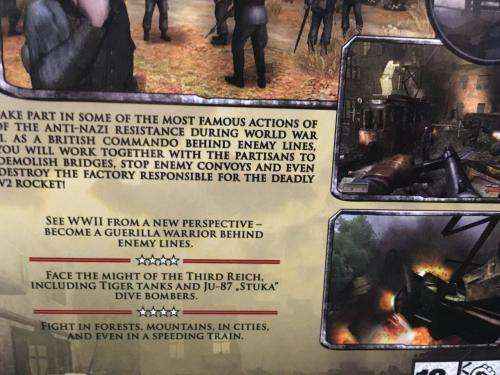 AKE PART IN SOME OF THE MOST FAMOUS ACTIONS OF
OF THE ANTI-NAZI RESISTANCE DURING WORLD WAR
I. AS A BRITISH COMMANDO BEHIND ENEMY LINES,
YOU WILL WORK TOGETHER WITH THE PARTISANS TO
DEMOLISH BRIDGES, STOP ENEMY CONVOYS AND EVEN
DESTROY THE FACTORY RESPONSIBLE FOR THE DEADLY
V2 ROCKET!
SEE WWII FROM A NEW PERSPECTIVE –
BECOME A GUERILLA WARRIOR BEHIND
ENEMY LINES.
FACE THE MIGHT OF THE THIRD REICH,
INCLUDING TIGER TANKS AND JU-87 „STUKA"
DIVE BOMBERS.
FIGHT IN FORESTS, MOUNTAINS, IN CITIES,
AND EVEN IN A SPEEDING TRAIN.